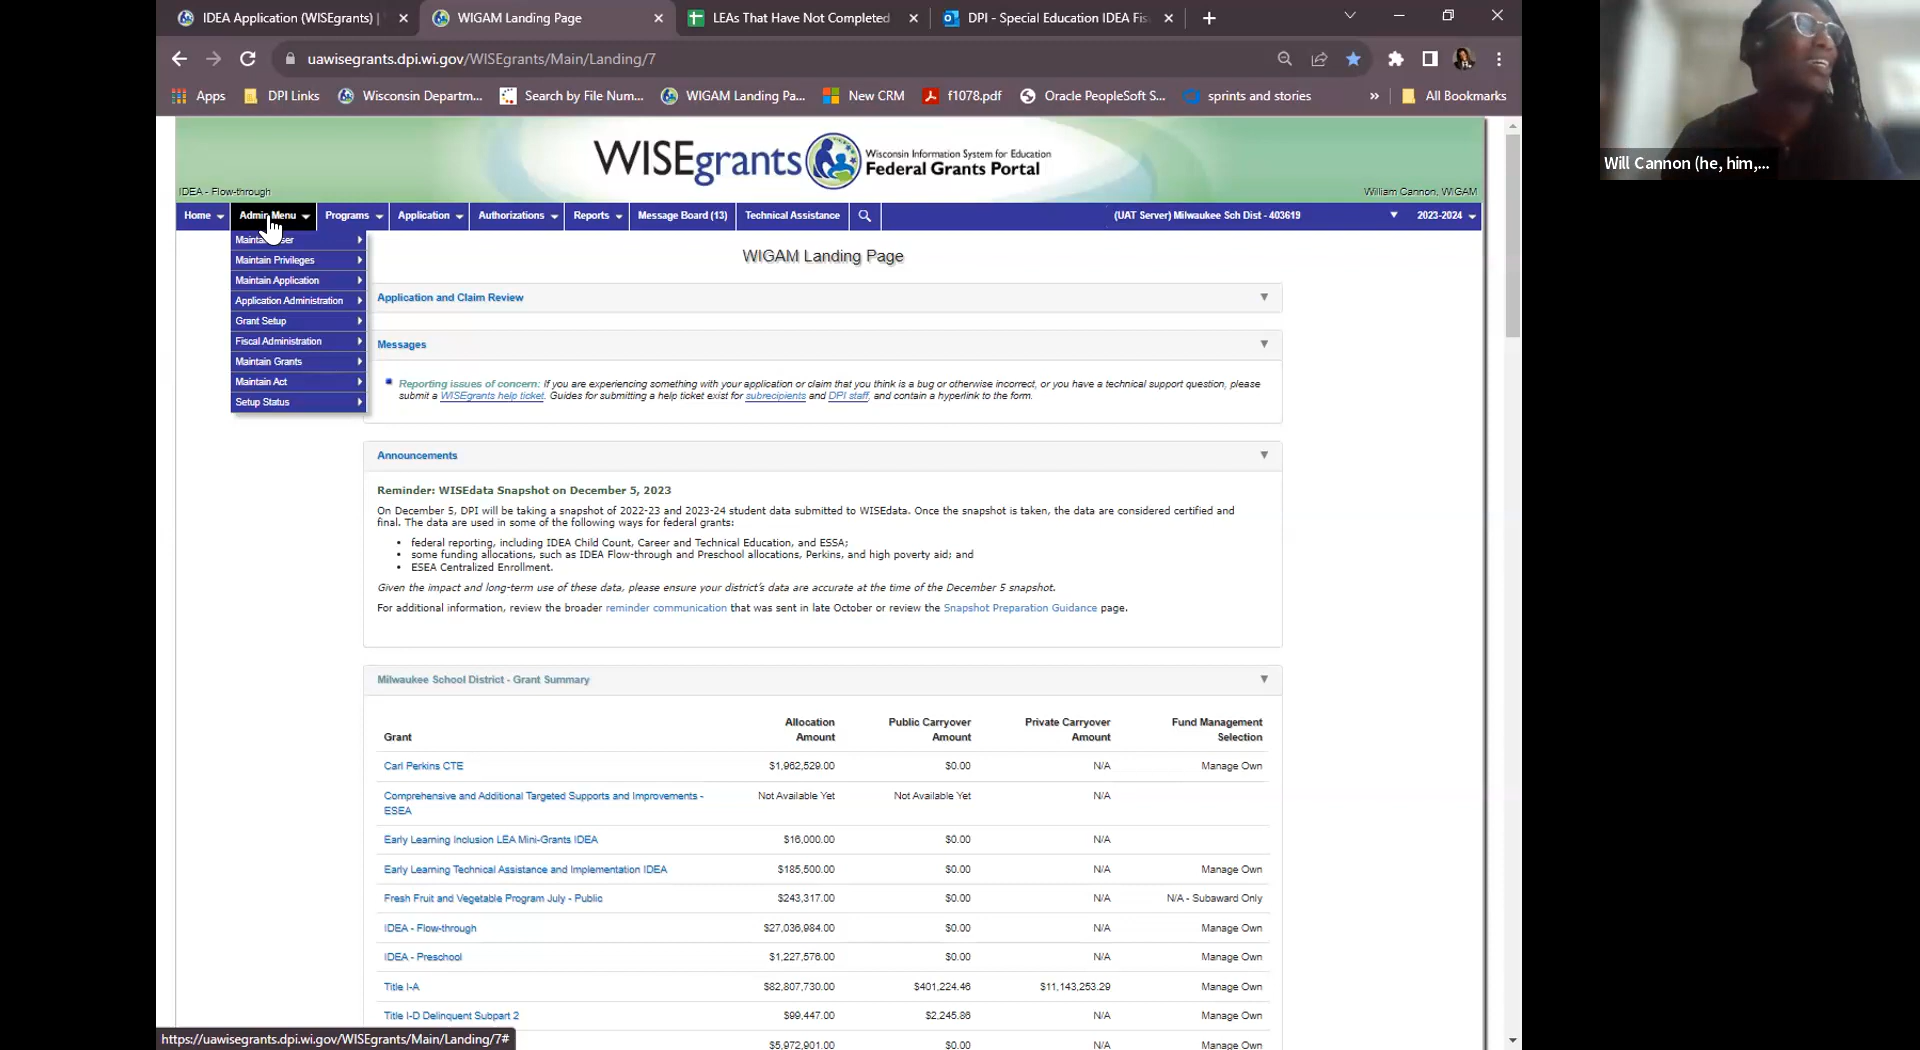 IDEA Application (WISEgrants) |
WIGAM Landing Page
LEAs That Have Not Completed
DPI - Special Education IDEA Fis
uawisegrants.dpi.wi.gov/WISEgrants/Main/Landing/7
Apps
DPI Links
Wisconsin Departm...
Search by File Num...
WIGAM Landing Pa...
New CRM
f1078.pdf
Oracle PeopleSoft S...
sprints and stories
»
All Bookmarks
WISEgrants
Wisconsin Information System for Education
Federal Grants Portal
IDEA - Flow-through
William Cannon, WIGAM
Home
Admin Menu
Programs
Application
Authorizations
Reports
Message Board (13)
Technical Assistance
(UAT Server) Milwaukee Sch Dist - 403619
2023-2024
Maintain User
Maintain Privileges
Maintain Application
Application Administration
Grant Setup
Fiscal Administration
Maintain Grants
Maintain Act
Setup Status
WIGAM Landing Page
Application and Claim Review
Messages
Reporting issues of concern: If you are experiencing something with your application or claim that you think is a bug or otherwise incorrect, or you have a technical support question, please
submit a WISEgrants help ticket. Guides for submitting a help ticket exist for subrecipients and DPI staff, and contain a hyperlink to the form.
Announcements
Reminder: WISEdata Snapshot on December 5, 2023
On December 5, DPI will be taking a snapshot of 2022-23 and 2023-24 student data submitted to WISEdata. Once the snapshot is taken, the data are considered certified and
final. The data are used in some of the following ways for federal grants:
• federal reporting, including IDEA Child Count, Career and Technical Education, and ESSA;
• some funding allocations, such as IDEA Flow-through and Preschool allocations, Perkins, and high poverty aid; and
• ESEA Centralized Enrollment.
Given the impact and long-term use of these data, please ensure your district's data are accurate at the time of the December 5 snapshot.
For additional information, review the broader reminder communication that was sent in late October or review the Snapshot Preparation Guidance page.
Milwaukee School District - Grant Summary
Grant Allocation Amount Public Carryover Amount Private Carryover Amount Fund Management Selection
Carl Perkins CTE $1,962,529.00 $0.00 N/A Manage Own
Comprehensive and Additional Targeted Supports and Improvements - Not Available Yet Not Available Yet N/A
ESEA
Early Learning Inclusion LEA Mini-Grants IDEA $16,000.00 $0.00 N/A
Early Learning Technical Assistance and Implementation IDEA $185,500.00 $0.00 N/A Manage Own
Fresh Fruit and Vegetable Program July - Public $243,317.00 $0.00 N/A N/A - Subaward Only
IDEA - Flow-through $27,036,984.00 $0.00 N/A Manage Own
IDEA - Preschool $1,227,576.00 $0.00 N/A Manage Own
Title I-A $82,807,730.00 $401,224.46 $11,143,253.29 Manage Own
Title I-D Delinquent Subpart 2 $99,447.00 $2,245.86 N/A Manage Own
$5,972,901.00 $0.00 N/A Manage Own
https://uawisegrants.dpi.wi.gov/WISEgrants/Main/Landing/7#
Will Cannon (he, him,...